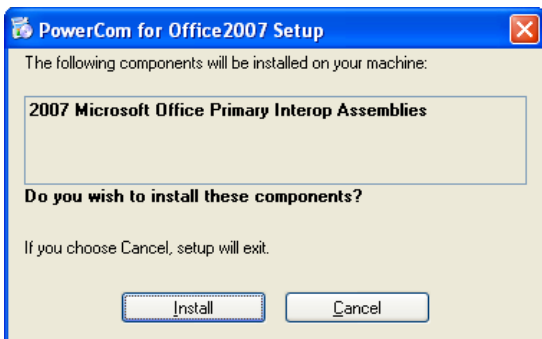 PowerCom for Office2007 Setup
The following components will be installed on your machine:
2007 Microsoft Office Primary Interop Assemblies
Do you wish to install these components?
If you choose Cancel, setup will exit.
Install
Cancel